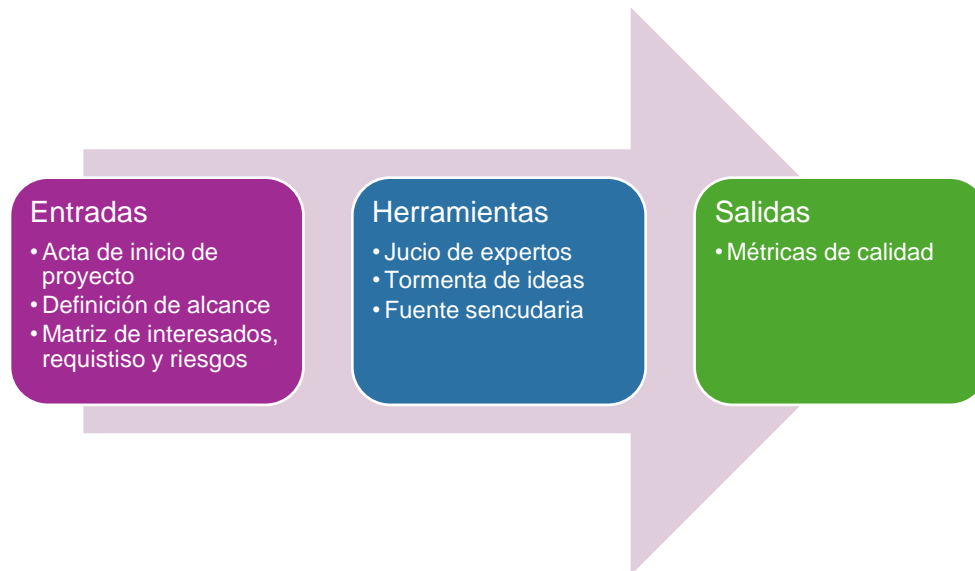 Entradas
• Acta de inicio de
proyecto
• Definición de alcance
• Matriz de interesados,
requistiso y riesgos
Herramientas
• Jucio de expertos
• Tormenta de ideas
• Fuente sencudaria
Salidas
• Métricas de calidad